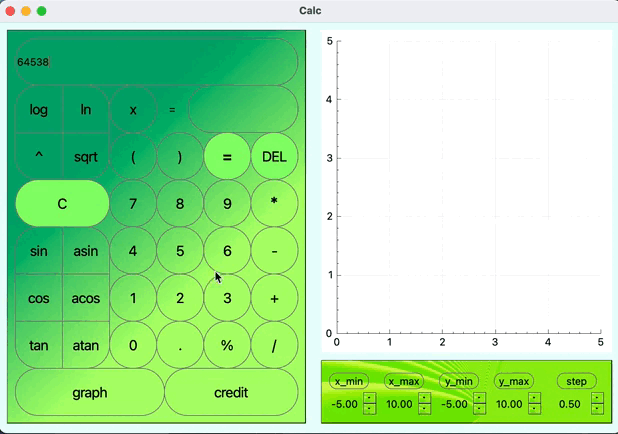 Calc
64538
log ln x =
^ sqrt ( ) = DEL
C 7 8 9 *
sin asin 4 5 6 -
cos acos 1 2 3 +
tan atan 0 . % /
graph credit
5
4
3
2
1
0
0 1 2 3 4 5
x_min x_max y_min y_max step
-5.00 10.00 -5.00 10.00 0.50